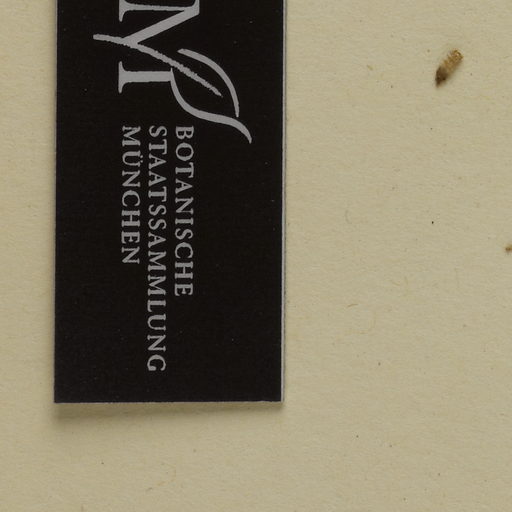 M
BOTANISCHE
STAATSSAMMLUNG
MÜNCHEN